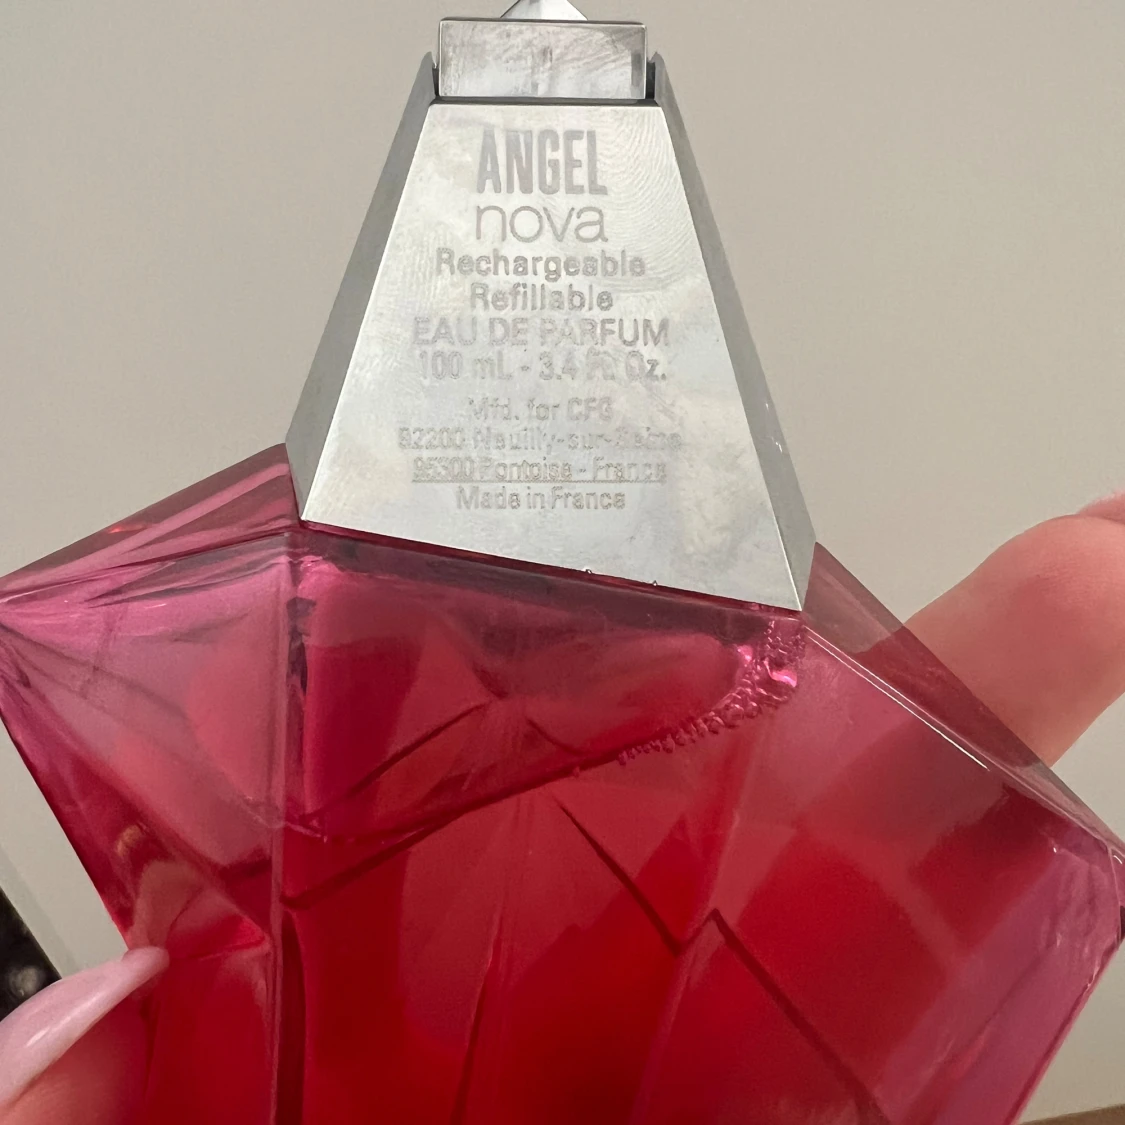 ANGEL
nova
Rechargeable
Refillable
EAU DE PARFUM
100 mL - 3.4 Fl. Oz.
Mfd. for CFG
92200 Neuilly-sur-Seine
95300 Pontoise - France
Made in France